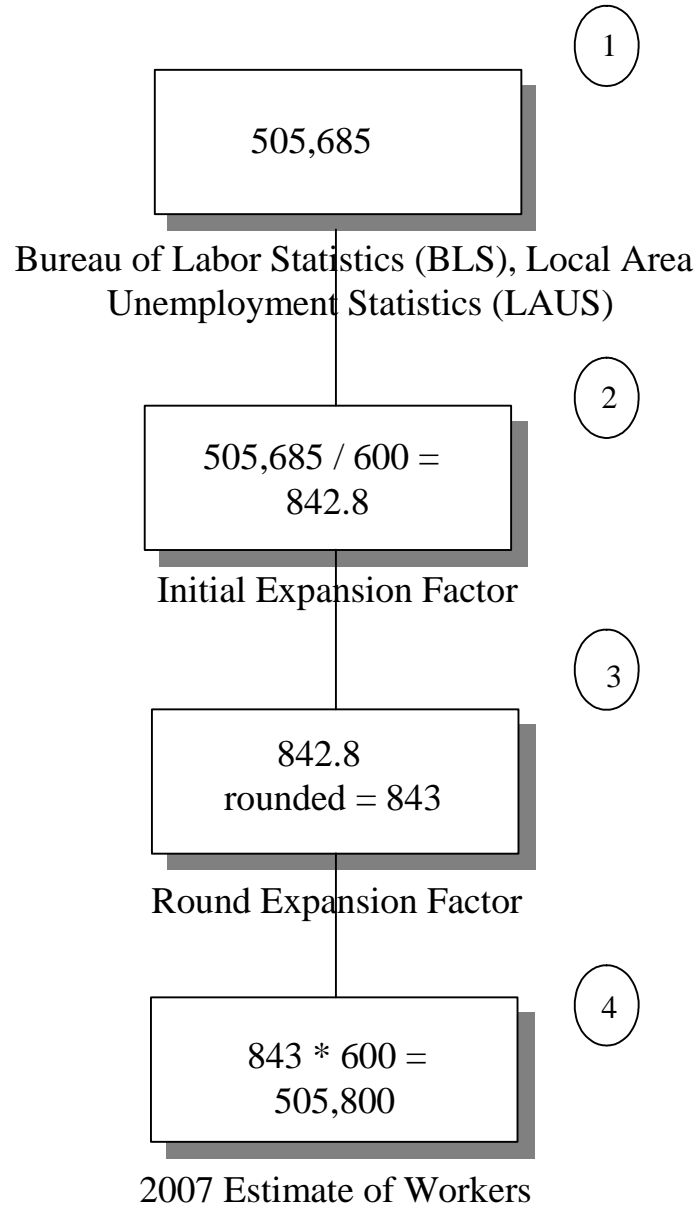 1
505,685
Bureau of Labor Statistics (BLS), Local Area
Unemployment Statistics (LAUS)
2
505,685 / 600 =
842.8
Initial Expansion Factor
3
842.8
rounded = 843
Round Expansion Factor
4
843 * 600 =
505,800
2007 Estimate of Workers